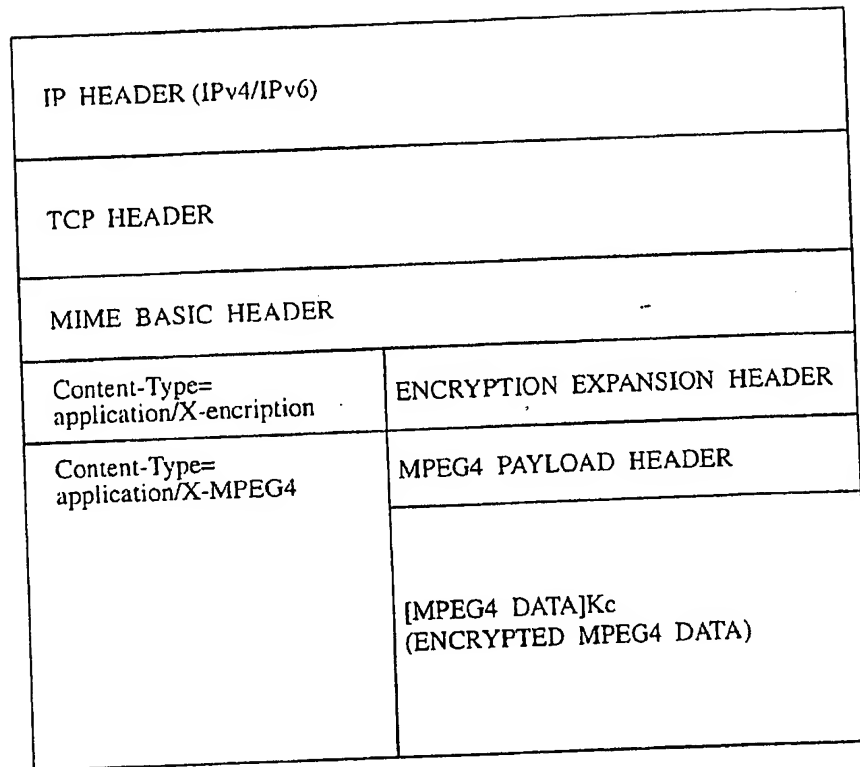 IP HEADER (IPv4/IPv6)
TCP HEADER
MIME BASIC HEADER
Content-Type=
application/X-encription
ENCRYPTION EXPANSION HEADER
Content-Type=
application/X-MPEG4
MPEG4 PAYLOAD HEADER
[MPEG4 DATA]Kc
(ENCRYPTED MPEG4 DATA)